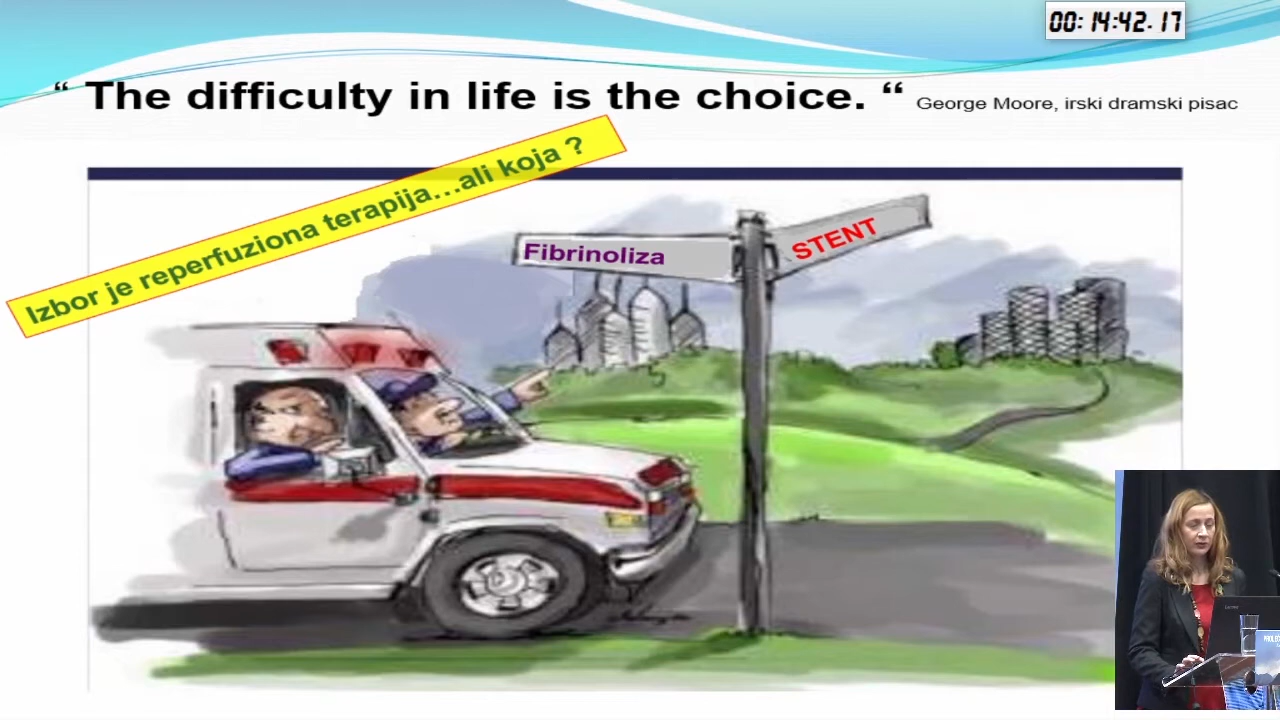 00:14:42.17
“ The difficulty in life is the choice. “ George Moore, irski dramski pisac
Izbor je reperfuziona terapija...ali koja ?
Fibrinoliza
STENT